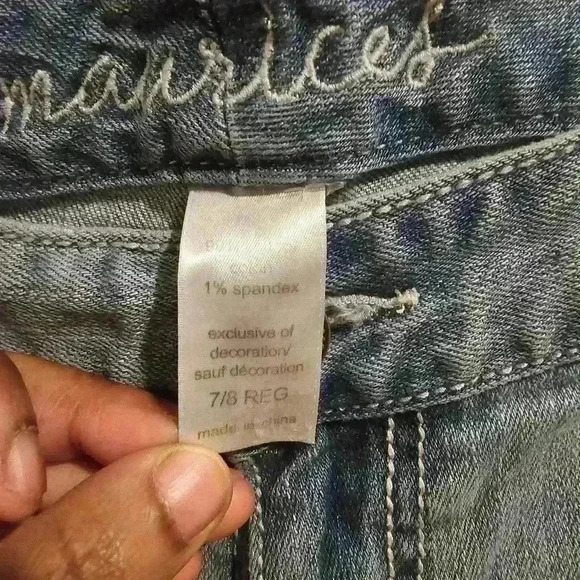 maurices
1% spandex
exclusive of
decoration/
sauf décoration
7/8 REG
made in china